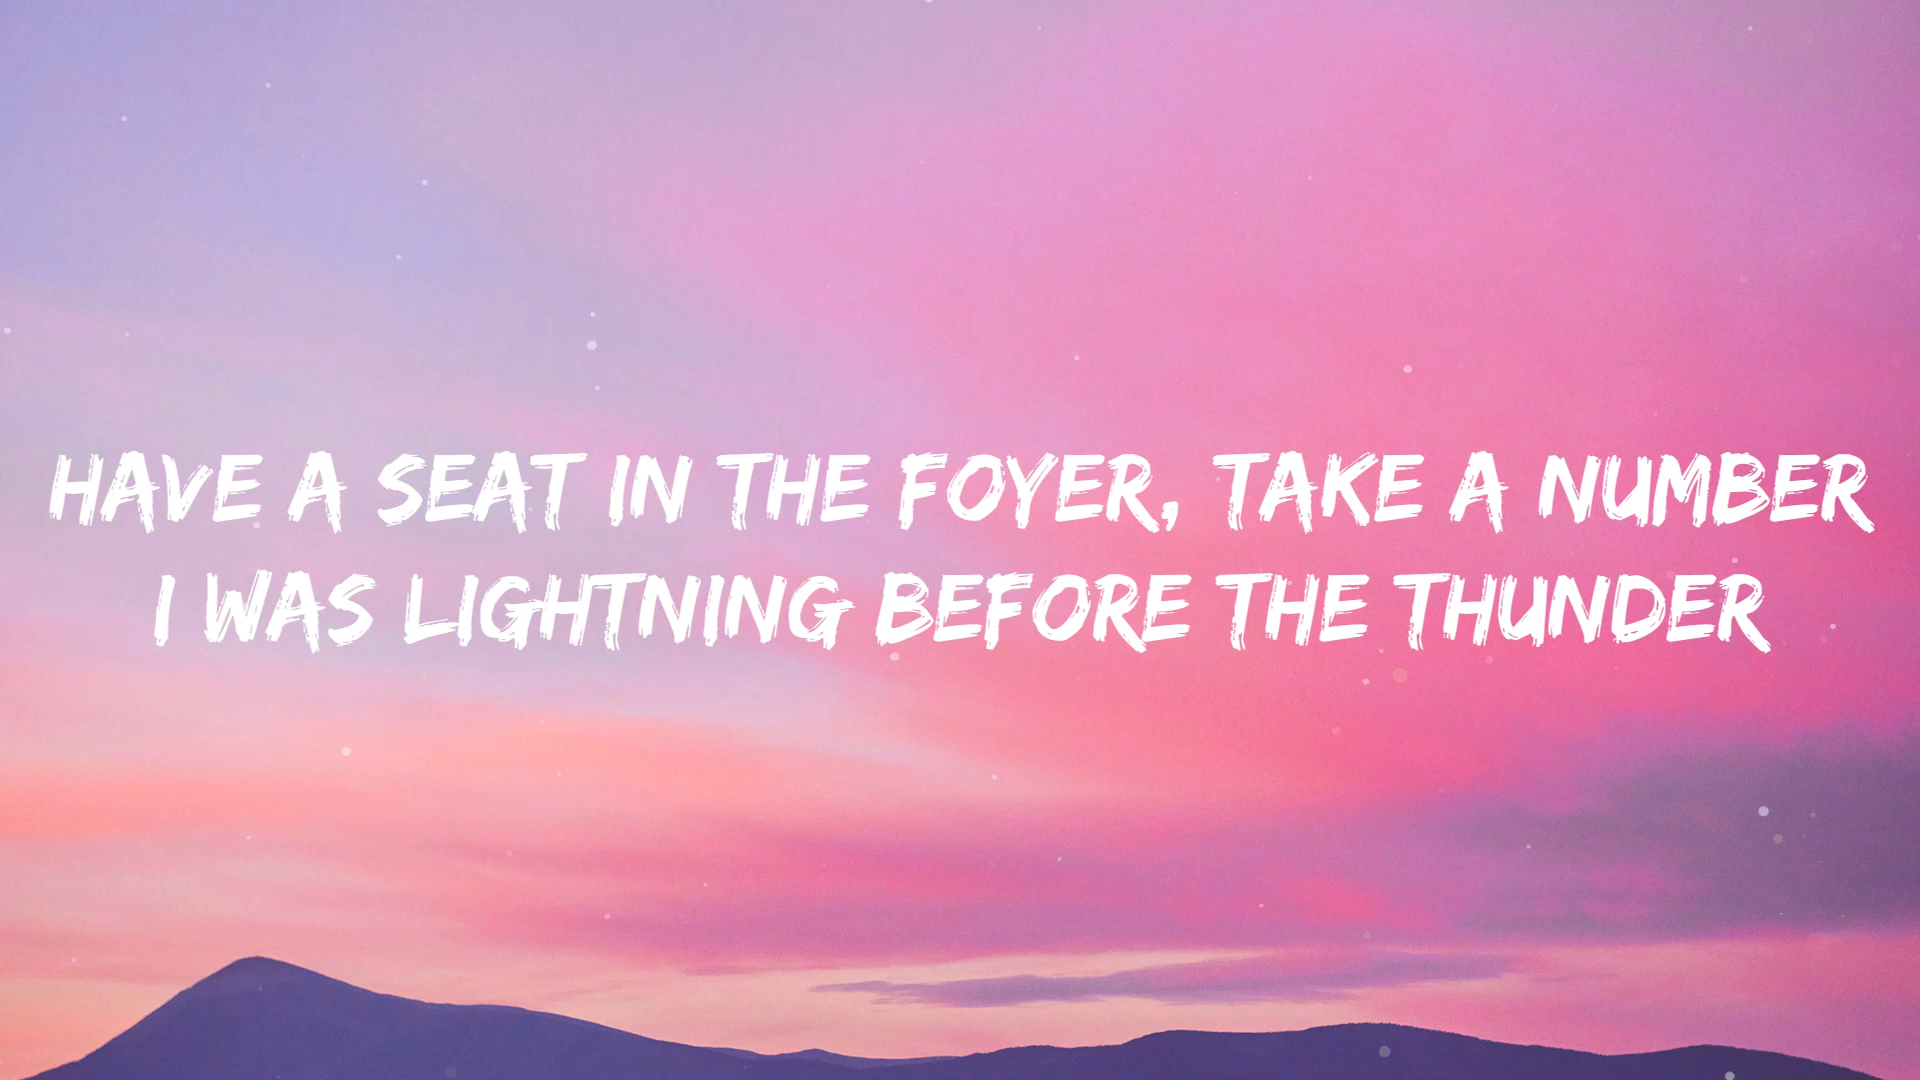 HAVE A SEAT IN THE FOYER, TAKE A NUMBER
I WAS LIGHTNING BEFORE THE THUNDER